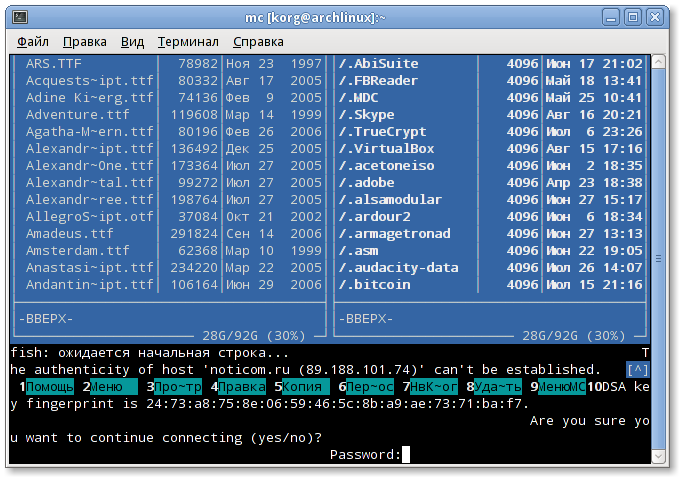 mc [korg@archlinux]:~
Файл Правка Вид Терминал Справка
ARS.TTF 78982 Ноя 23 1997 /.AbiSuite 4096 Июн 17 21:02
Acquests~ipt.ttf 80332 Авг 17 2005 /.FBReader 4096 Май 18 13:41
Adine Ki~erg.ttf 74136 Фев 9 2005 /.MDC 4096 Май 25 10:41
Adventure.ttf 119608 Мар 14 1999 /.Skype 4096 Авг 16 20:21
Agatha-M~ern.ttf 80196 Фев 26 2006 /.TrueCrypt 4096 Июл 6 23:26
Alexandr~ipt.ttf 136492 Дек 25 2005 /.VirtualBox 4096 Авг 15 17:16
Alexandr~One.ttf 173364 Июл 27 2005 /.acetoneiso 4096 Июн 2 18:35
Alexandr~tal.ttf 99272 Июл 27 2005 /.adobe 4096 Апр 23 18:38
Alexandr~ree.ttf 198764 Июл 27 2005 /.alsamodular 4096 Июн 27 15:17
AllegroS~ipt.otf 37084 Окт 21 2002 /.ardour2 4096 Июн 6 18:34
Amadeus.ttf 291824 Сен 14 2006 /.armagetronad 4096 Июн 27 13:13
Amsterdam.ttf 62368 Мар 10 1999 /.asm 4096 Июн 22 19:05
Anastasi~ipt.ttf 234220 Мар 22 2005 /.audacity-data 4096 Июл 26 14:07
Andantin~ipt.ttf 106164 Июн 29 2006 /.bitcoin 4096 Июл 15 21:16
-ВВЕРХ- -ВВЕРХ-
28G/92G (30%) 28G/92G (30%)
fish: ожидается начальная строка... T
he authenticity of host 'noticom.ru (89.188.101.74)' can't be established. [^]
1Помощь 2Меню 3Про~тр 4Правка 5Копия 6Пер~ос 7НвК~ог 8Уда~ть 9МенюМС 10DSA ke
y fingerprint is 24:73:a8:75:8e:06:59:46:5c:8b:a9:ae:73:71:ba:f7.
Are you sure yo
u want to continue connecting (yes/no)?
Password: